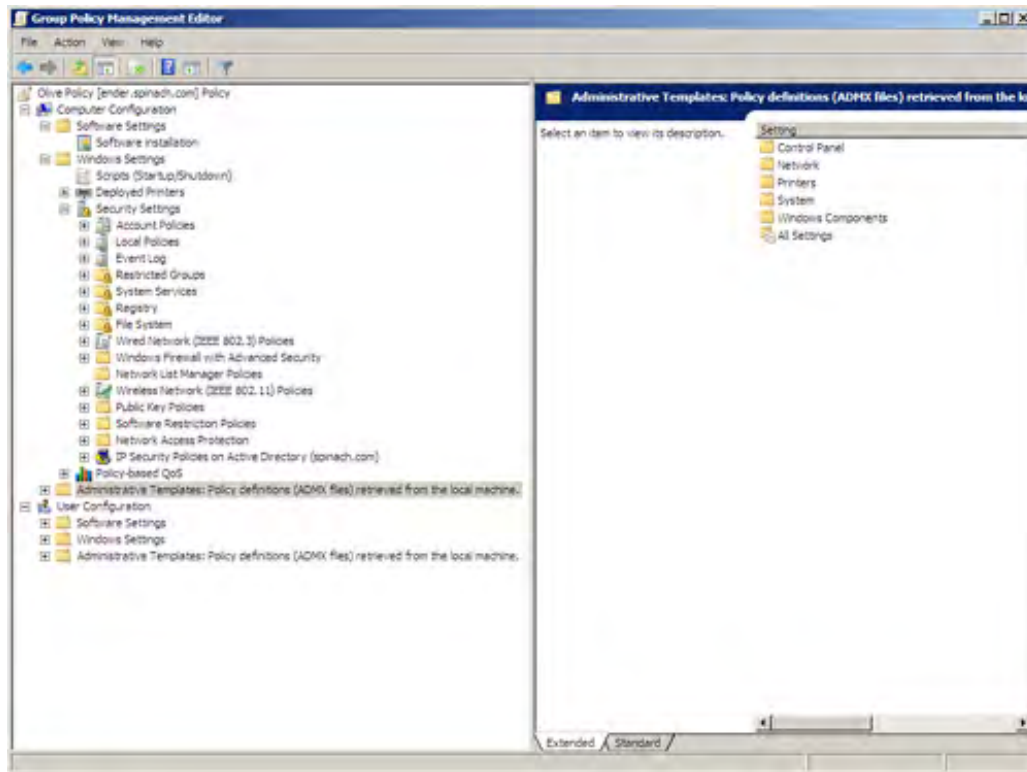 Group Policy Management Editor
File Action View Help
Olive Policy [ender.spinach.com] Policy
Computer Configuration
Software Settings
Software installation
Windows Settings
Scripts (Startup/Shutdown)
Deployed Printers
Security Settings
Account Policies
Local Policies
Event Log
Restricted Groups
System Services
Registry
File System
Wired Network (IEEE 802.3) Policies
Windows Firewall with Advanced Security
Network List Manager Policies
Wireless Network (IEEE 802.11) Policies
Public Key Policies
Software Restriction Policies
Network Access Protection
IP Security Policies on Active Directory (spinach.com)
Policy-based QoS
Administrative Templates: Policy definitions (ADMX files) retrieved from the local machine.
User Configuration
Software Settings
Windows Settings
Administrative Templates: Policy definitions (ADMX files) retrieved from the local machine.
Administrative Templates: Policy definitions (ADMX files) retrieved from the lo
Select an item to view its description.
Setting
Control Panel
Network
Printers
System
Windows Components
All Settings
Extended Standard